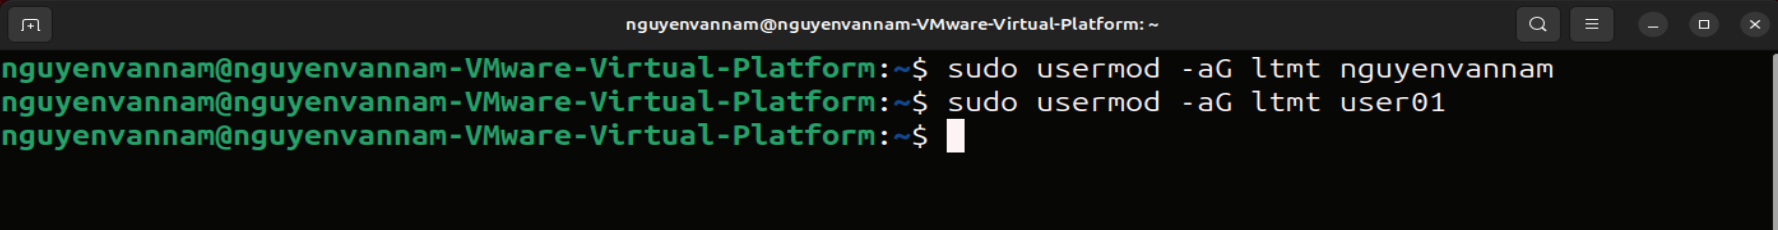 nguyenvannam@nguyenvannam-VMware-Virtual-Platform: ~
nguyenvannam@nguyenvannam-VMware-Virtual-Platform:~$ sudo usermod -aG ltmt nguyenvannam
nguyenvannam@nguyenvannam-VMware-Virtual-Platform:~$ sudo usermod -aG ltmt user01
nguyenvannam@nguyenvannam-VMware-Virtual-Platform:~$